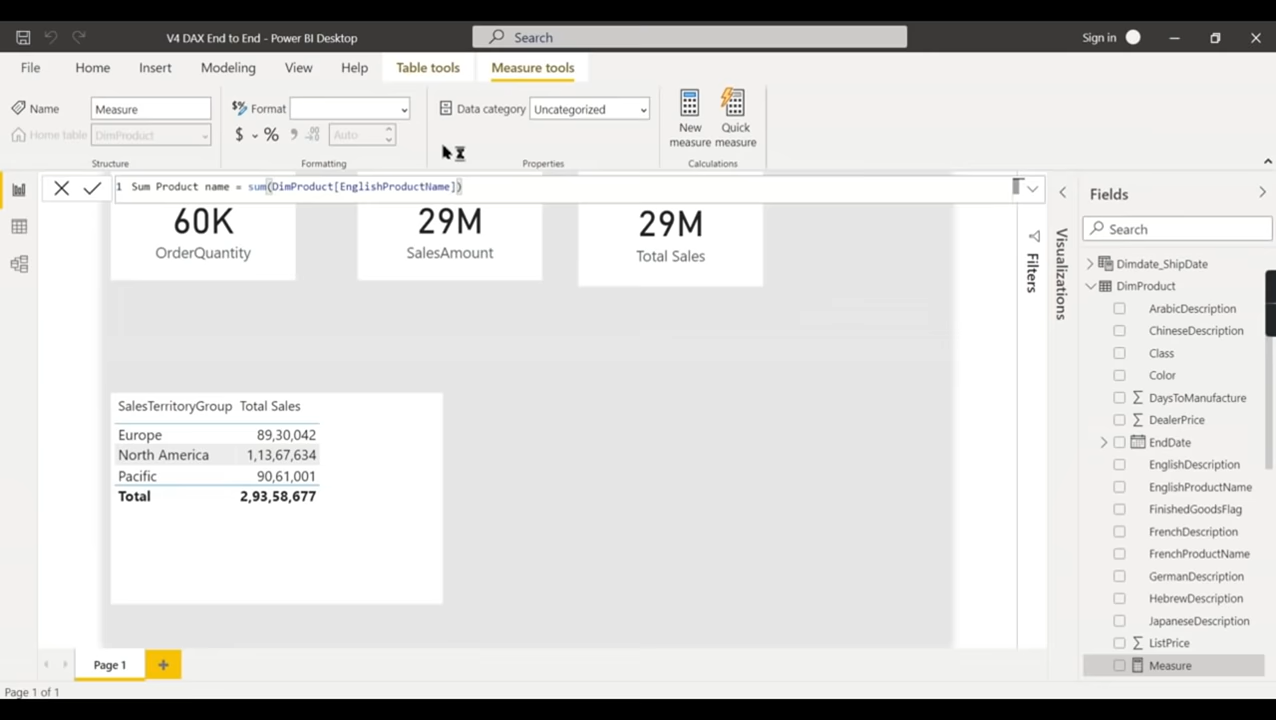 V4 DAX End to End - Power BI Desktop
Search
Sign in
File
Home
Insert
Modeling
View
Help
Table tools
Measure tools
Name
Measure
Format
Data category
Uncategorized
Home table
DimProduct
$
%
Auto
New measure
Quick measure
Structure
Formatting
Properties
Calculations
1 Sum Product name = sum(DimProduct[EnglishProductName])
60K
OrderQuantity
29M
SalesAmount
29M
Total Sales
SalesTerritoryGroup Total Sales
Europe 89,30,042
North America 1,13,67,634
Pacific 90,61,001
Total 2,93,58,677
Filters
Visualizations
Fields
Search
Dimdate_ShipDate
DimProduct
ArabicDescription
ChineseDescription
Class
Color
DaysToManufacture
DealerPrice
EndDate
EnglishDescription
EnglishProductName
FinishedGoodsFlag
FrenchDescription
FrenchProductName
GermanDescription
HebrewDescription
JapaneseDescription
ListPrice
Measure
Page 1
Page 1 of 1